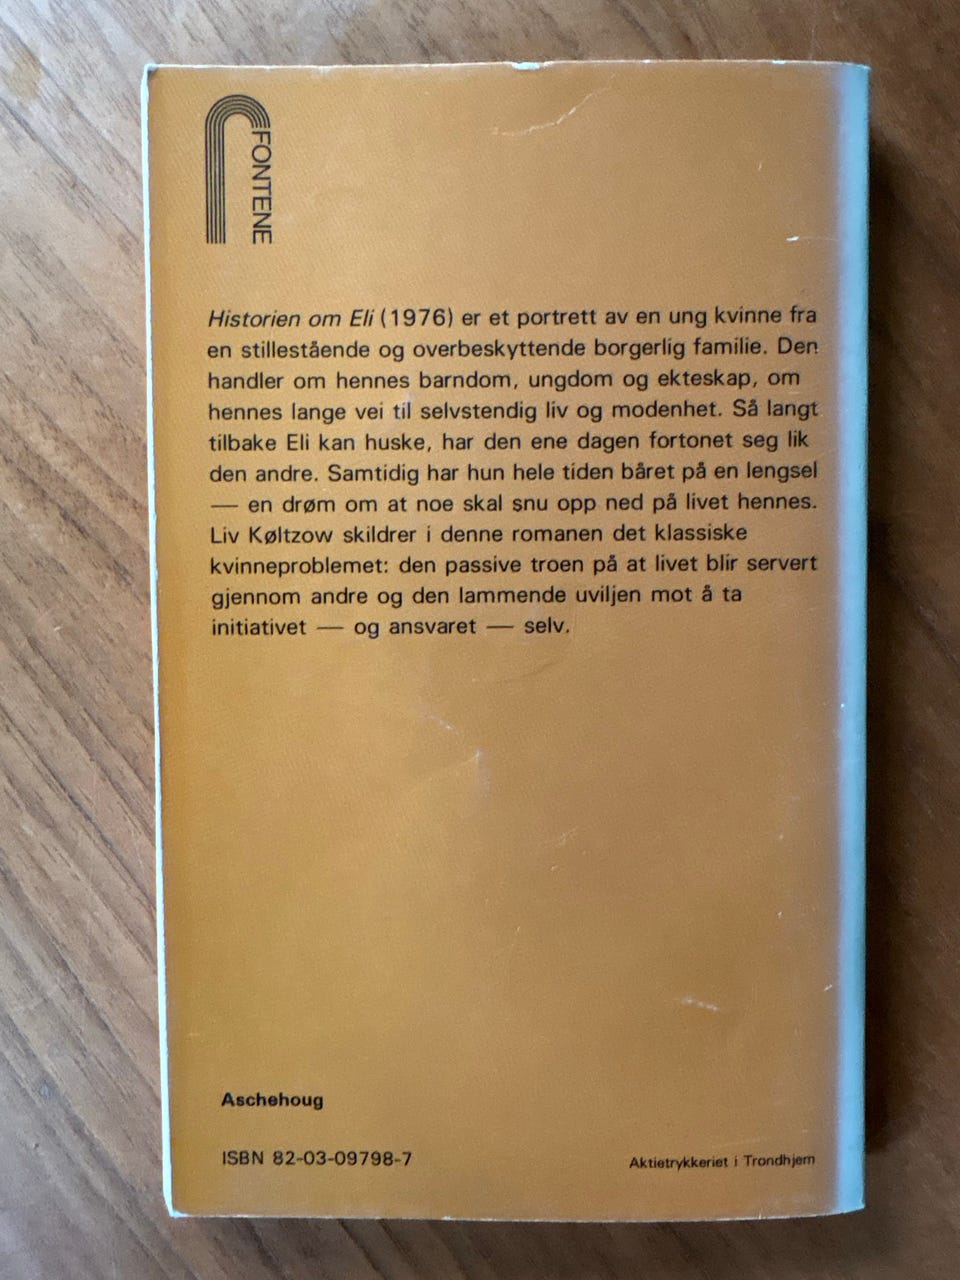 FONTENE
Historien om Eli (1976) er et portrett av en ung kvinne fra
en stillestående og overbeskyttende borgerlig familie. Den
handler om hennes barndom, ungdom og ekteskap, om
hennes lange vei til selvstendig liv og modenhet. Så langt
tilbake Eli kan huske, har den ene dagen fortonet seg lik
den andre. Samtidig har hun hele tiden båret på en lengsel
— en drøm om at noe skal snu opp ned på livet hennes.
Liv Køltzow skildrer i denne romanen det klassiske
kvinneproblemet: den passive troen på at livet blir servert
gjennom andre og den lammende uviljen mot å ta
initiativet — og ansvaret — selv.
Aschehoug
ISBN 82-03-09798-7
Aktietrykkeriet i Trondhjem